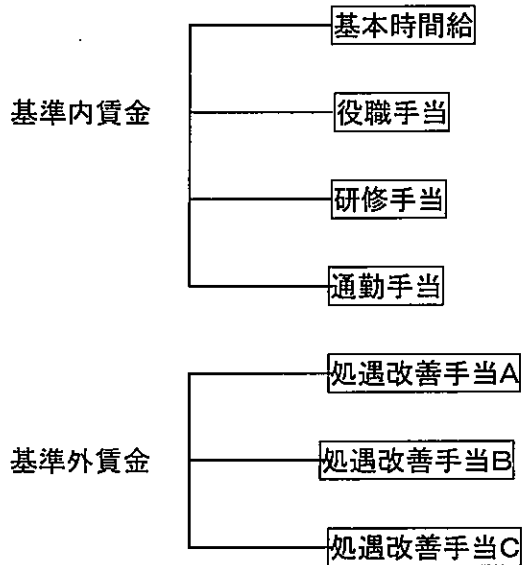 基本時間給
基準内賃金
役職手当
研修手当
通勤手当
処遇改善手当A
基準外賃金
処遇改善手当B
処遇改善手当C